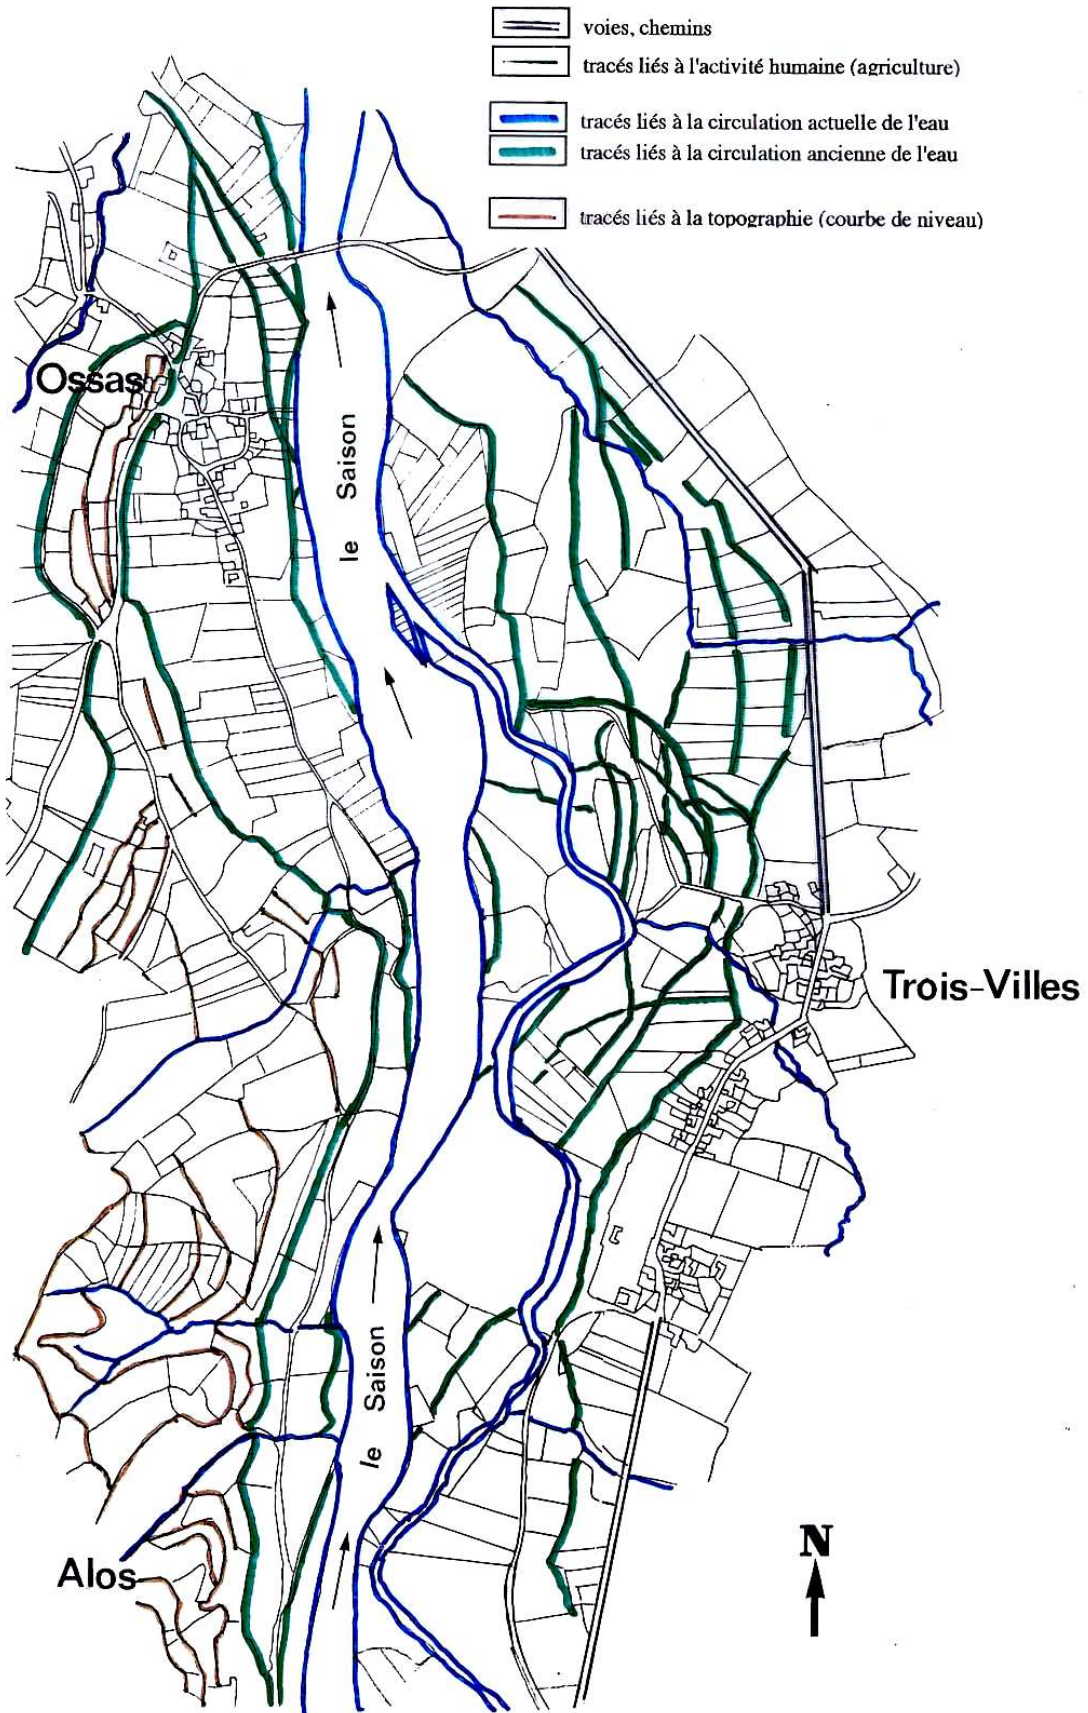 voies, chemins
tracés liés à l'activité humaine (agriculture)
tracés liés à la circulation actuelle de l'eau
tracés liés à la circulation ancienne de l'eau
tracés liés à la topographie (courbe de niveau)
Ossas
le Saison
Trois-Villes
le Saison
Alos
N